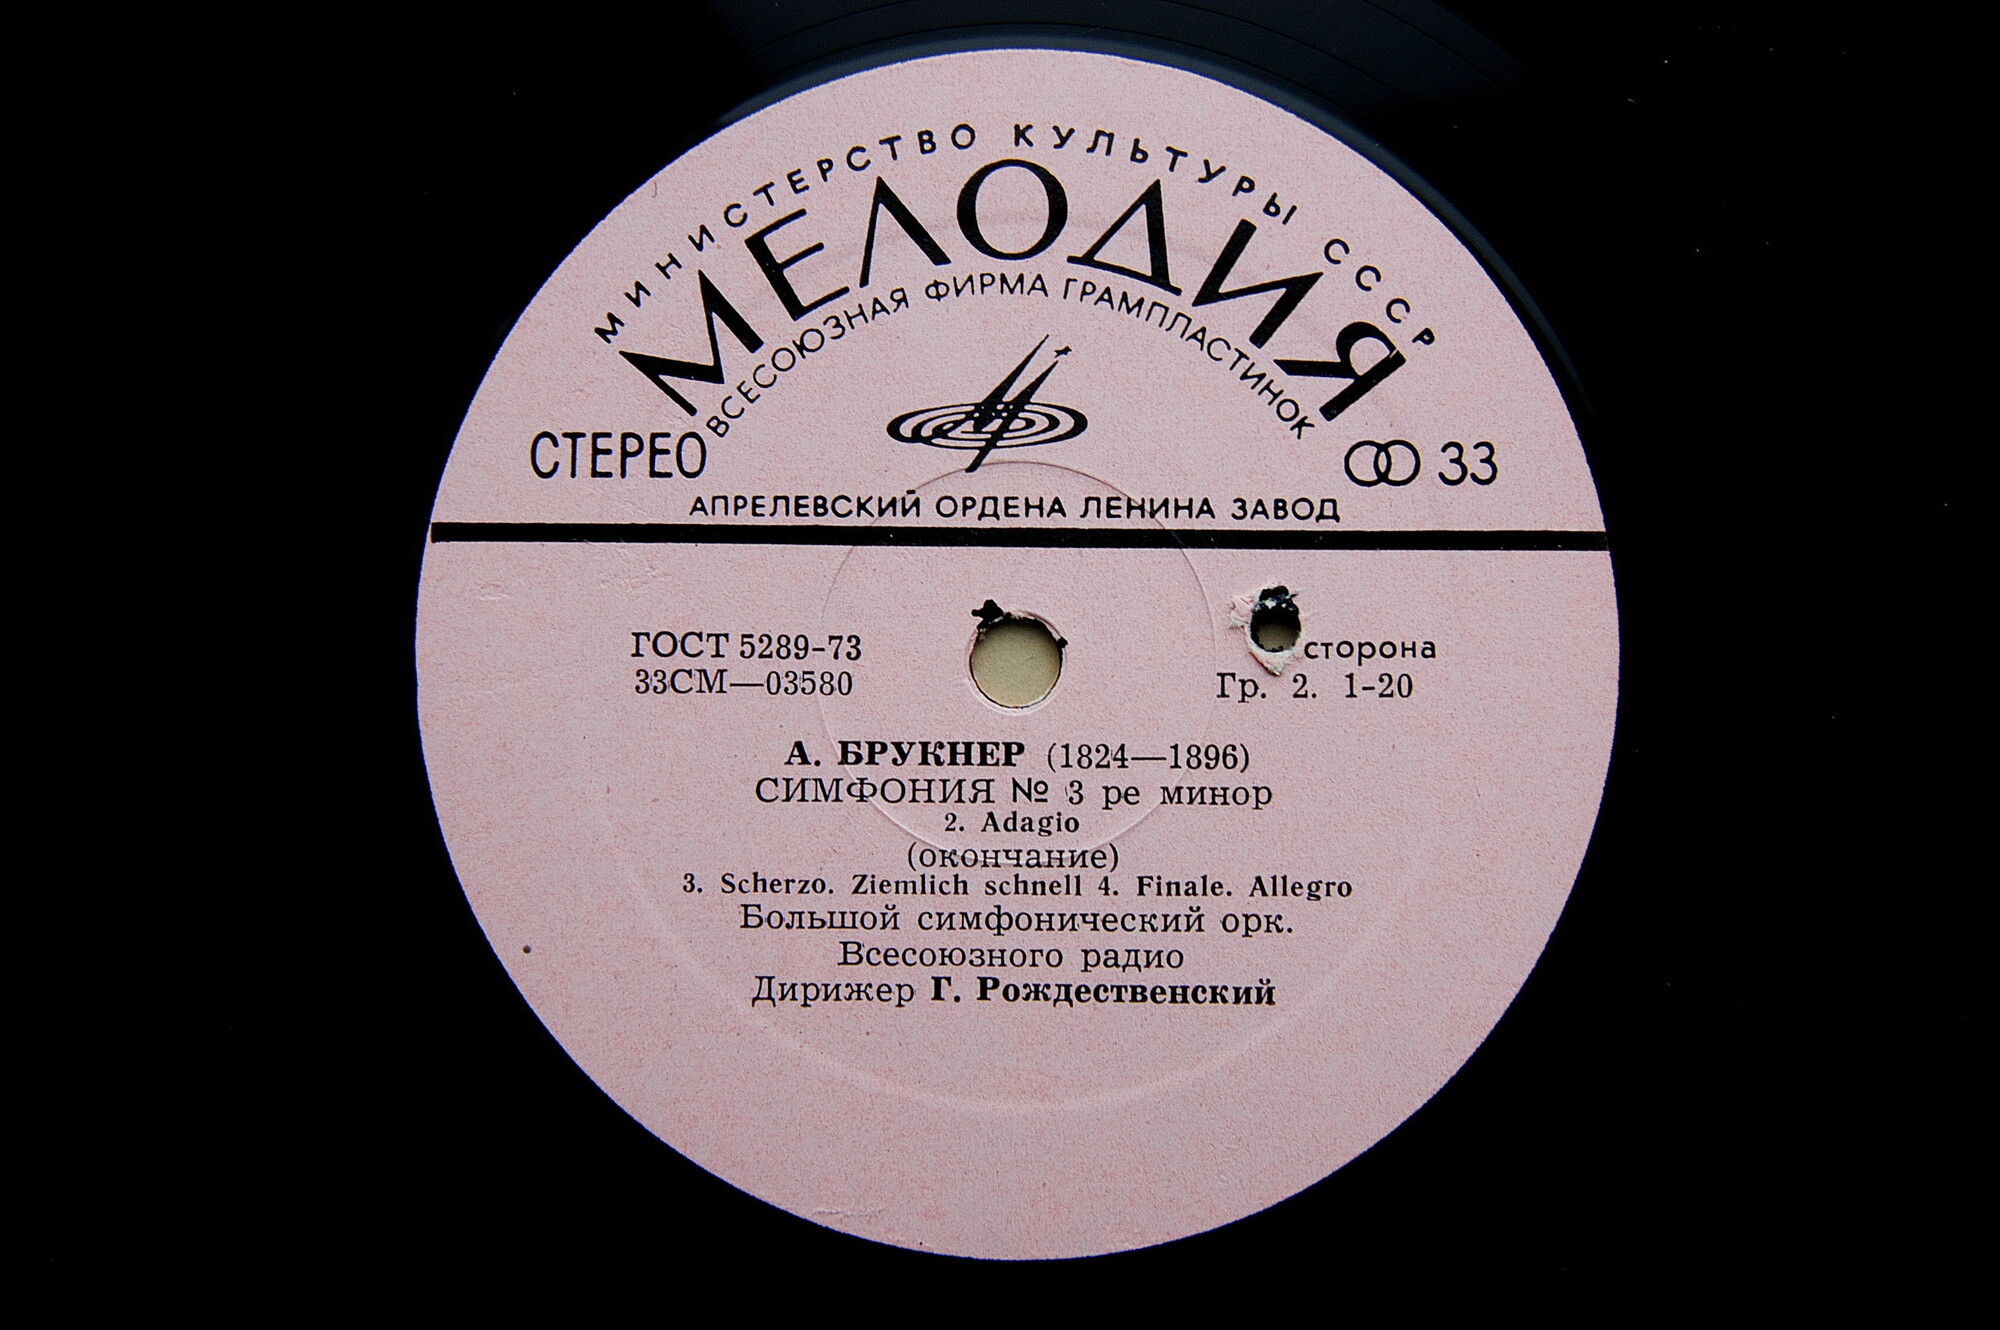 МИНИСТЕРСТВО КУЛЬТУРЫ СССР
МЕЛОДИЯ
ВСЕСОЮЗНАЯ ФИРМА ГРАМПЛАСТИНОК
СТЕРЕО
33
АПРЕЛЕВСКИЙ ОРДЕНА ЛЕНИНА ЗАВОД
ГОСТ 5289-73
33СМ—03580
сторона
Гр. 2. 1-20
А. БРУКНЕР (1824—1896)
СИМФОНИЯ № 3 ре минор
2. Adagio
(окончание)
3. Scherzo. Ziemlich schnell 4. Finale. Allegro
Большой симфонический орк.
Всесоюзного радио
Дирижер Г. Рождественский